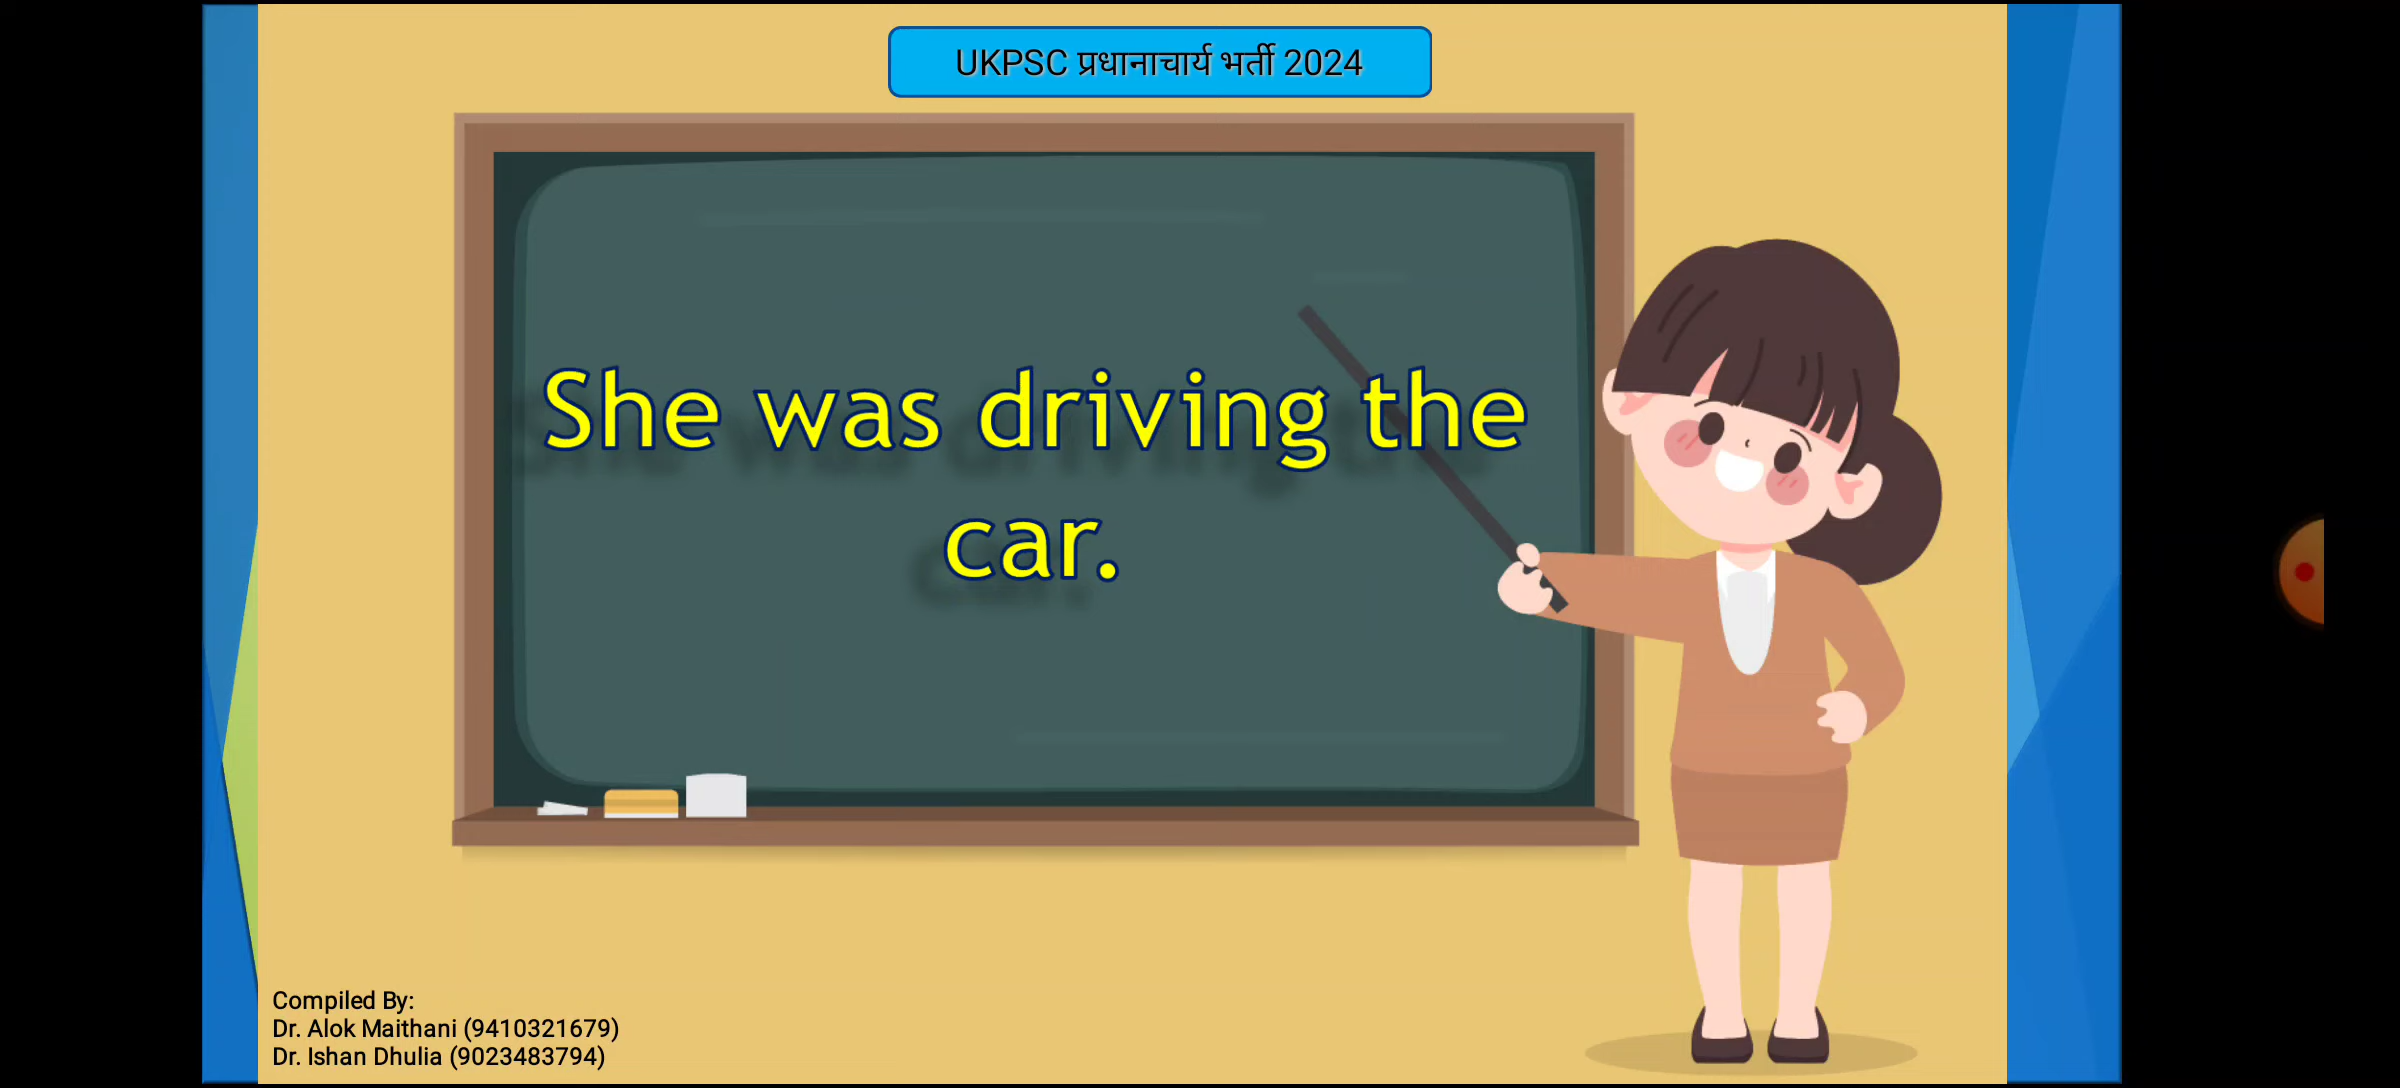 UKPSC प्रधानाचार्य भर्ती 2024
She was driving the
car.
Compiled By:
Dr. Alok Maithani (9410321679)
Dr. Ishan Dhulia (9023483794)